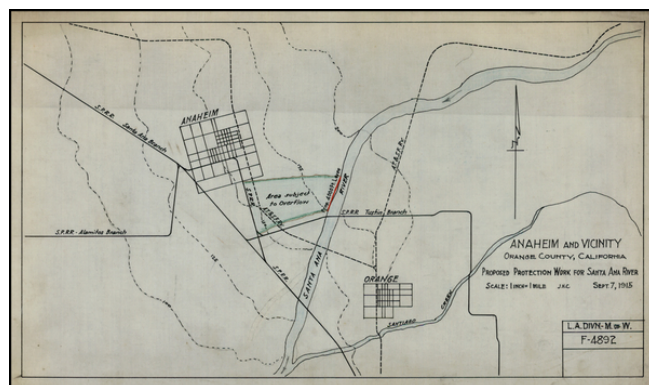 S.P.R.R. Santa Ana Branch
ANAHEIM
Area subject
to Overflow
RIVER
S.P.R.R.
S.P.R.R. Tustin Branch
S.P.R.R.-Alamitos Branch
S.P.R.R.
SANTA ANA
ORANGE
SANTIAGO
CREEK
ANAHEIM AND VICINITY
ORANGE COUNTY, CALIFORNIA
PROPOSED PROTECTION WORK FOR SANTA ANA RIVER
SCALE: 1 INCH = 1 MILE J.K.C. SEPT. 7, 1915
L.A. DIVN.- M. OF W.
F-4892